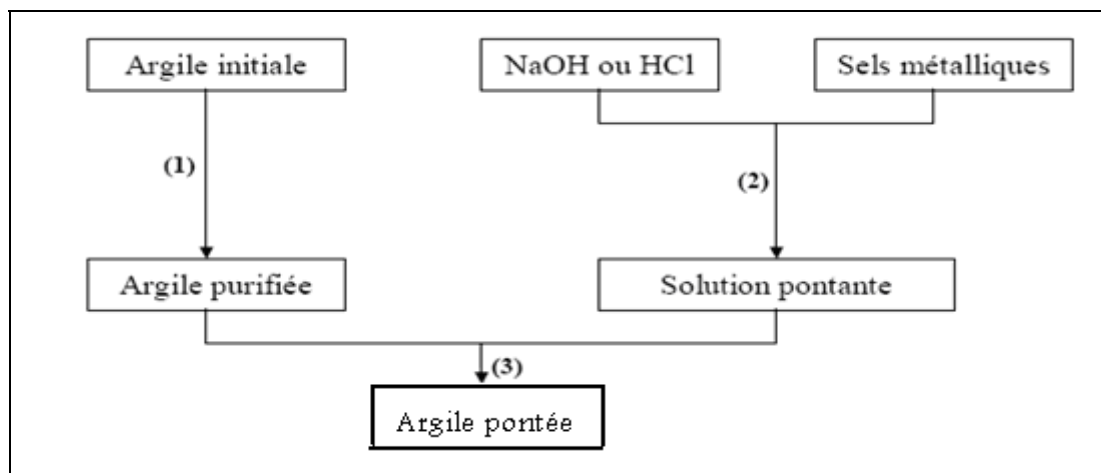 Argile initiale
NaOH ou HCl
Sels métalliques
(1)
(2)
Argile purifiée
Solution pontante
(3)
Argile pontée